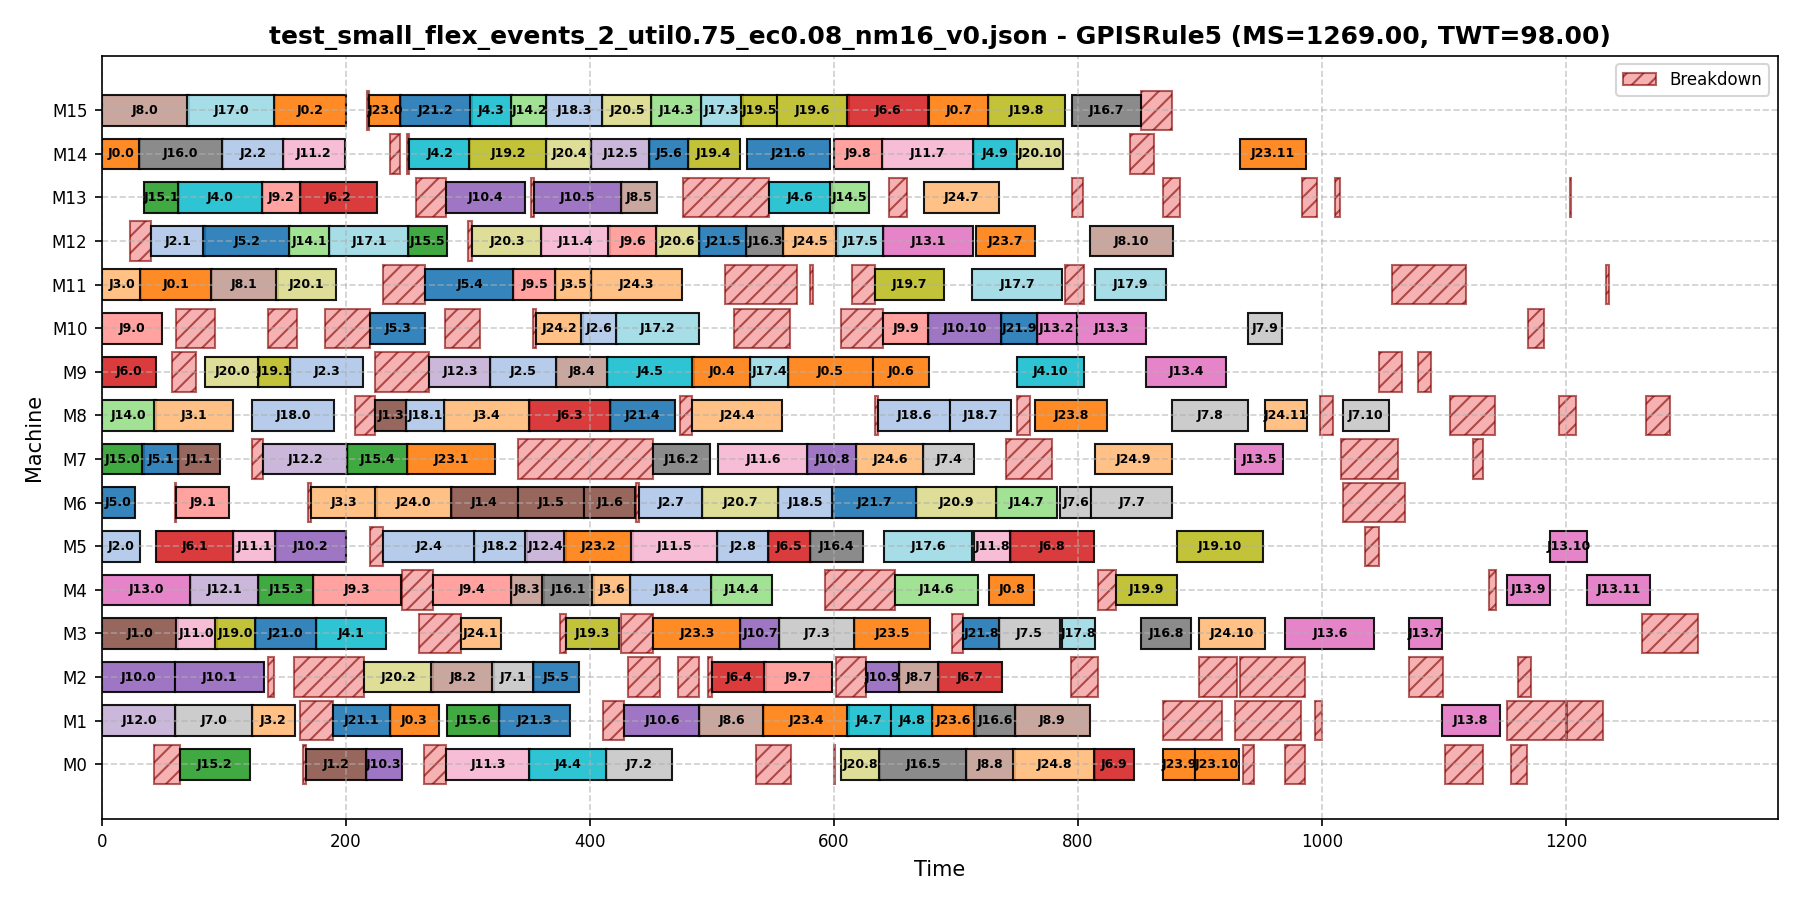 test_small_flex_events_2_util0.75_ec0.08_nm16_v0.json - GPISRule5 (MS=1269.00, TWT=98.00)
Breakdown
M15 J8.0 J17.0 J0.2 J23.0 J21.2 J4.3 J14.2 J18.3 J20.5 J14.3 J17.3 J19.5 J19.6 J6.6 J0.7 J19.8 J16.7
M14 J0.0 J16.0 J2.2 J11.2 J4.2 J19.2 J20.4 J12.5 J5.6 J19.4 J21.6 J9.8 J11.7 J4.9 J20.10 J23.11
M13 J15.1 J4.0 J9.2 J6.2 J10.4 J10.5 J8.5 J4.6 J14.5 J24.7
M12 J2.1 J5.2 J14.1 J17.1 J15.5 J20.3 J11.4 J9.6 J20.6 J21.5 J16.3 J24.5 J17.5 J13.1 J23.7 J8.10
M11 J3.0 J0.1 J8.1 J20.1 J5.4 J9.5 J3.5 J24.3 J19.7 J17.7 J17.9
M10 J9.0 J5.3 J24.2 J2.6 J17.2 J9.9 J10.10 J21.9 J13.2 J13.3 J7.9
M9 J6.0 J20.0 J19.1 J2.3 J12.3 J2.5 J8.4 J4.5 J0.4 J17.4 J0.5 J0.6 J4.10 J13.4
M8 J14.0 J3.1 J18.0 J1.3 J18.1 J3.4 J6.3 J21.4 J24.4 J18.6 J18.7 J23.8 J7.8 J24.11 J7.10
M7 J15.0 J5.1 J1.1 J12.2 J15.4 J23.1 J16.2 J11.6 J10.8 J24.6 J7.4 J24.9 J13.5
M6 J5.0 J9.1 J3.3 J24.0 J1.4 J1.5 J1.6 J2.7 J20.7 J18.5 J21.7 J20.9 J14.7 J7.6 J7.7
M5 J2.0 J6.1 J11.1 J10.2 J2.4 J18.2 J12.4 J23.2 J11.5 J2.8 J6.5 J16.4 J17.6 J11.8 J6.8 J19.10 J13.10
M4 J13.0 J12.1 J15.3 J9.3 J9.4 J8.3 J16.1 J3.6 J18.4 J14.4 J14.6 J0.8 J19.9 J13.9 J13.11
M3 J1.0 J11.0 J19.0 J21.0 J4.1 J24.1 J19.3 J23.3 J10.7 J7.3 J23.5 J21.8 J7.5 J17.8 J16.8 J24.10 J13.6 J13.7
M2 J10.0 J10.1 J20.2 J8.2 J7.1 J5.5 J6.4 J9.7 J10.9 J8.7 J6.7
M1 J12.0 J7.0 J3.2 J21.1 J0.3 J15.6 J21.3 J10.6 J8.6 J23.4 J4.7 J4.8 J23.6 J16.6 J8.9 J13.8
M0 J15.2 J1.2 J10.3 J11.3 J4.4 J7.2 J20.8 J16.5 J8.8 J24.8 J6.9 J23.9 J23.10
0 200 400 600 800 1000 1200
Time
Machine